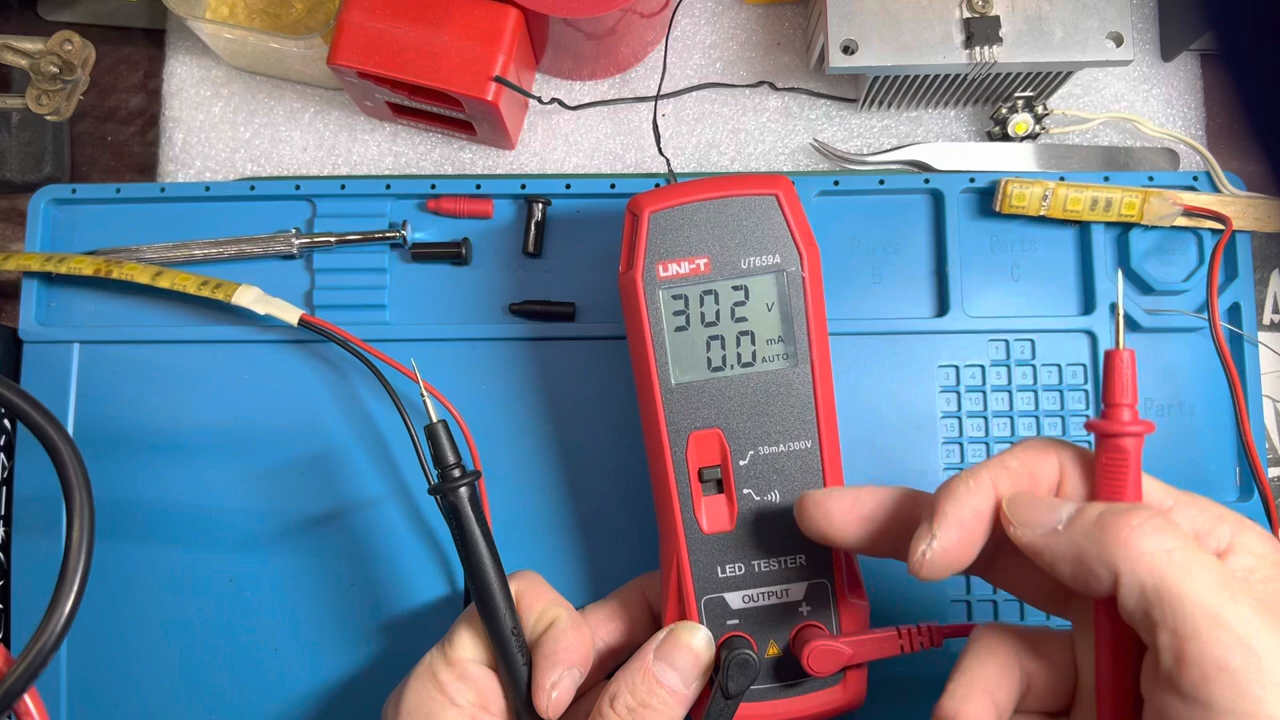 UNI-T UT659A
302 V
0.0 mA
AUTO
30mA/300V
LED TESTER
OUTPUT
− +
Parts B
Parts C
Parts
1 2
3 4 5 6 7 8
9 10 11 12 13 14
15 16 17 18 19 20
21 22